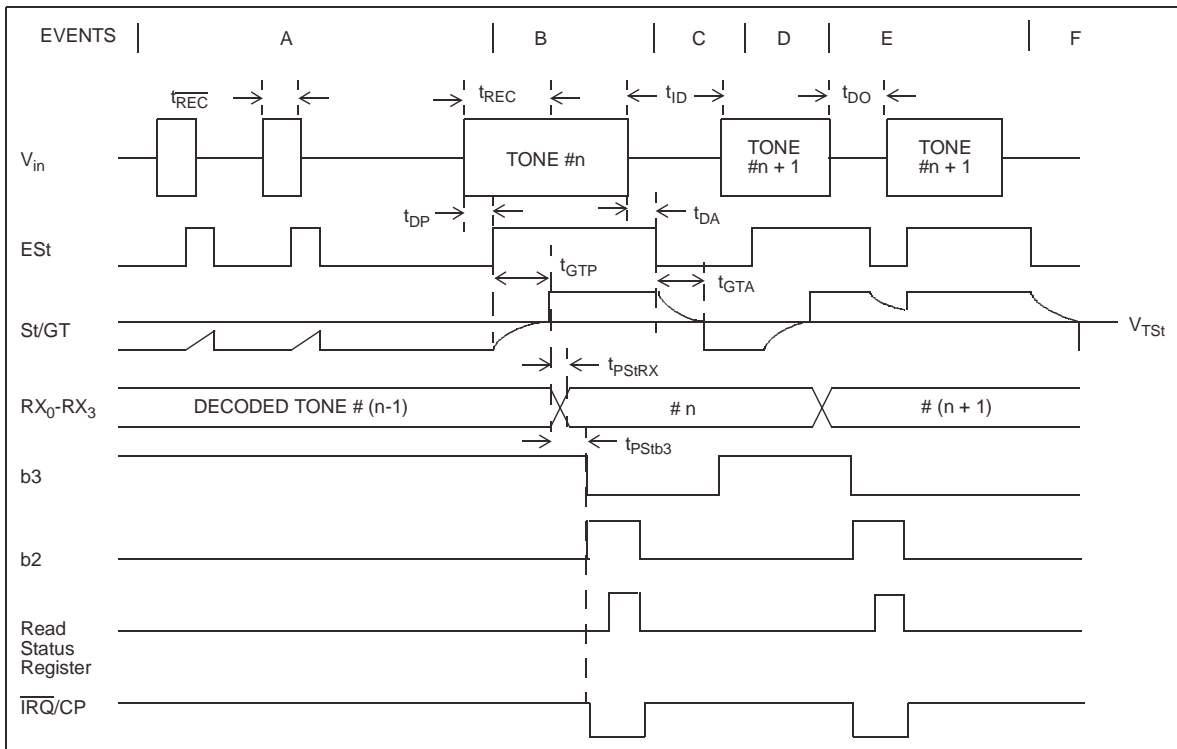 EVENTS A B C D E F
tREC tREC tID tDO
Vin TONE #n TONE #n + 1 TONE #n + 1
tDP tDA
ESt
tGTP tGTA
St/GT VTSt
tPStRX
RX0-RX3 DECODED TONE # (n-1) # n # (n + 1)
tPStb3
b3
b2
Read
Status
Register
IRQ/CP